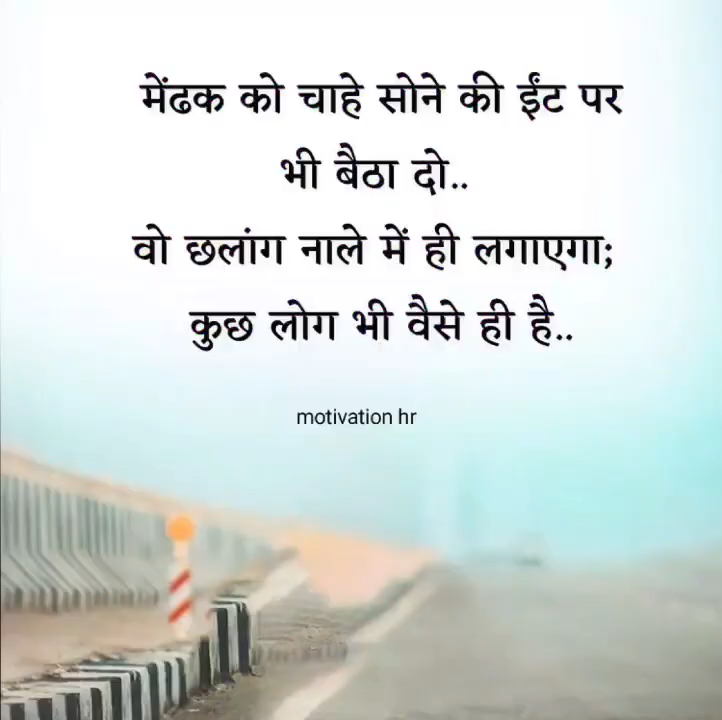 मेंढक को चाहे सोने की ईंट पर
भी बैठा दो..
वो छलांग नाले में ही लगाएगा;
कुछ लोग भी वैसे ही है..
motivation hr